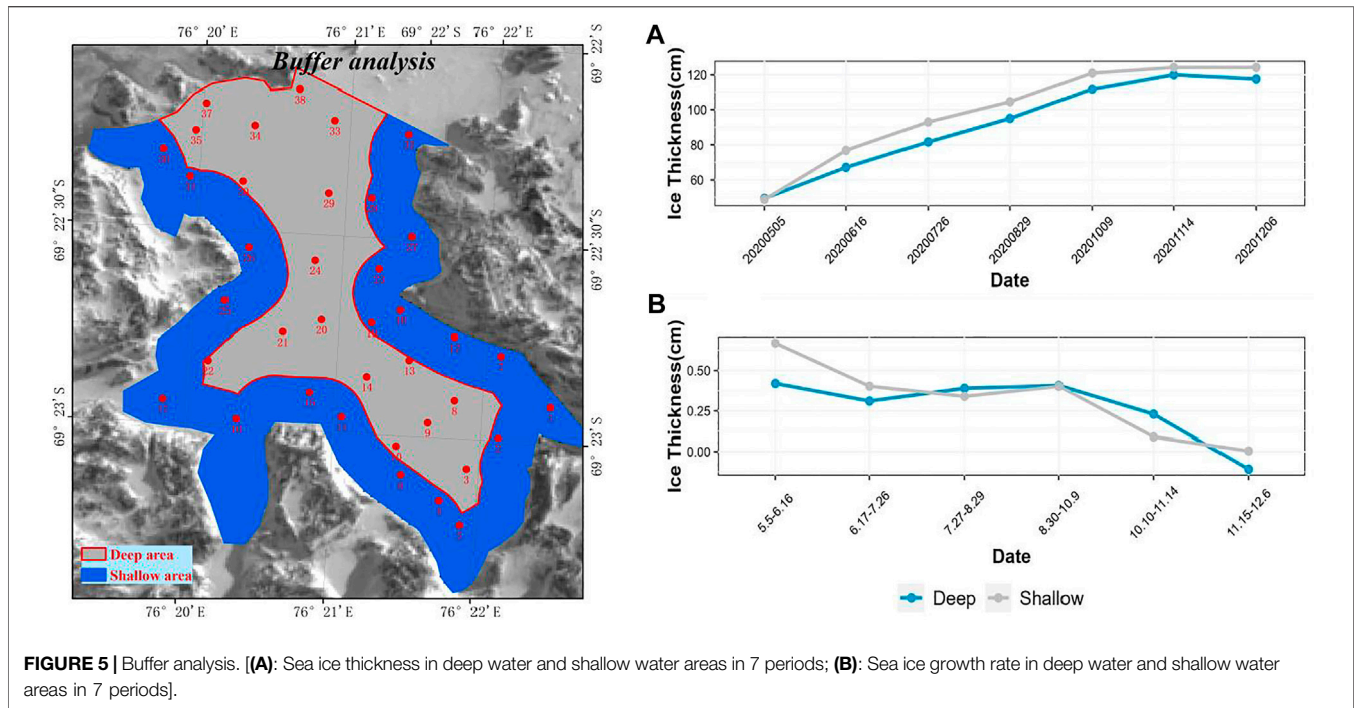 76° 20'E
76° 21'E
69° 22'S
76° 22'E
69° 22'S
Buffer analysis
69° 22'30"S
69° 22'30"S
69° 23'S
69° 23'S
38
37
33
35
34
29
24
20
21
22
14
13
8
9
3
Deep area
Shallow area
76° 20'E
76° 21'E
76° 22'E
A
Ice Thickness(cm)
120
100
80
60
20200505
20200616
20200726
20200829
20201009
20201114
20201206
Date
B
Ice Thickness(cm)
0.50
0.25
0.00
5.5-6.16
6.17-7.26
7.27-8.29
8.30-10.9
10.10-11.14
11.15-12.6
Date
Deep
Shallow
FIGURE 5 | Buffer analysis. [(A): Sea ice thickness in deep water and shallow water areas in 7 periods; (B): Sea ice growth rate in deep water and shallow water
areas in 7 periods].